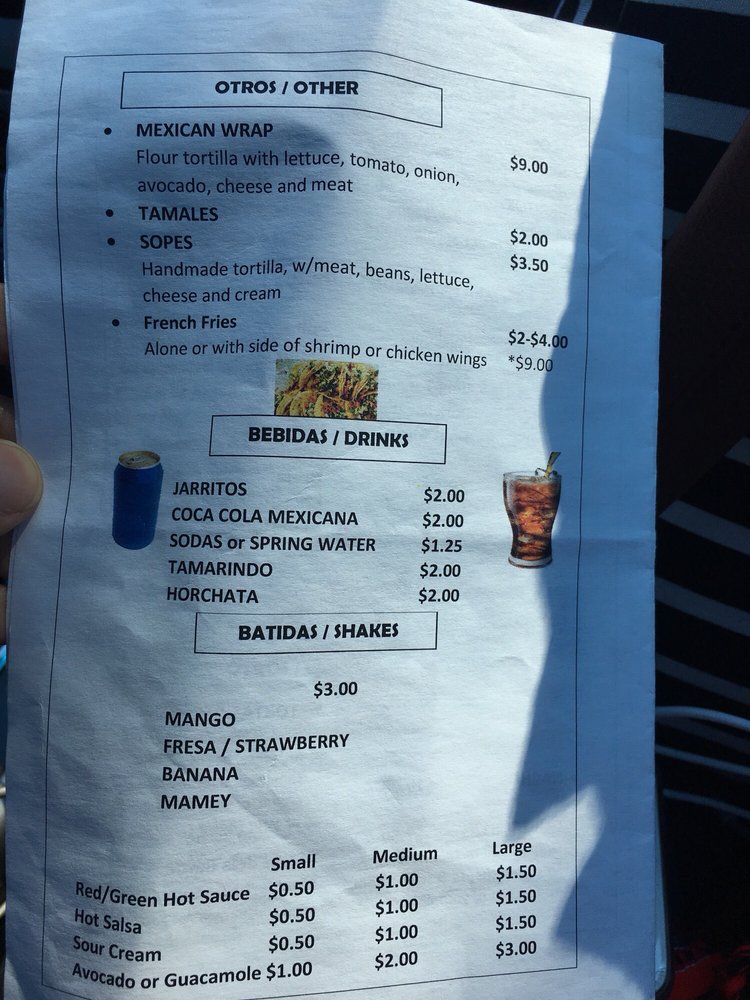 OTROS / OTHER
• MEXICAN WRAP
Flour tortilla with lettuce, tomato, onion, $9.00
avocado, cheese and meat
• TAMALES $2.00
• SOPES $3.50
Handmade tortilla, w/meat, beans, lettuce,
cheese and cream
• French Fries $2-$4.00
Alone or with side of shrimp or chicken wings *$9.00
BEBIDAS / DRINKS
JARRITOS $2.00
COCA COLA MEXICANA $2.00
SODAS or SPRING WATER $1.25
TAMARINDO $2.00
HORCHATA $2.00
BATIDAS / SHAKES
$3.00
MANGO
FRESA / STRAWBERRY
BANANA
MAMEY
Small Medium Large
Red/Green Hot Sauce $0.50 $1.00 $1.50
Hot Salsa $0.50 $1.00 $1.50
Sour Cream $0.50 $1.00 $1.50
Avocado or Guacamole $1.00 $2.00 $3.00